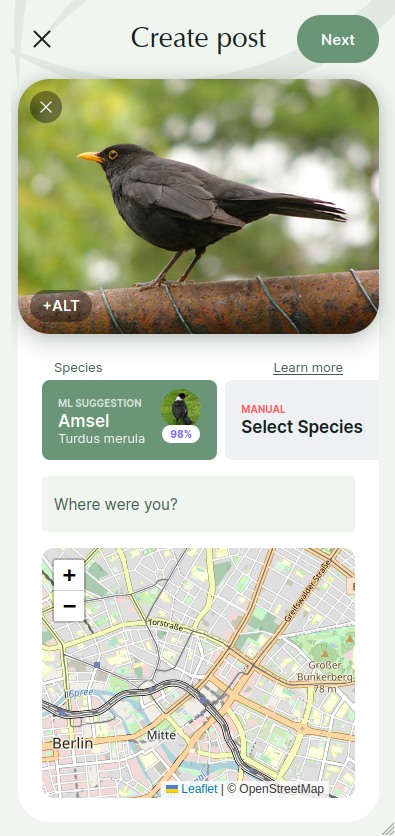 Create post
Next
+ALT
Species
Learn more
ML SUGGESTION
Amsel
Turdus merula
98%
MANUAL
Select Species
Where were you?
+
−
Torstraße
Greifswalder-Straße
Großer
Bunkerberg
78 m
Spree
Berlin
Mitte
Leaflet | © OpenStreetMap